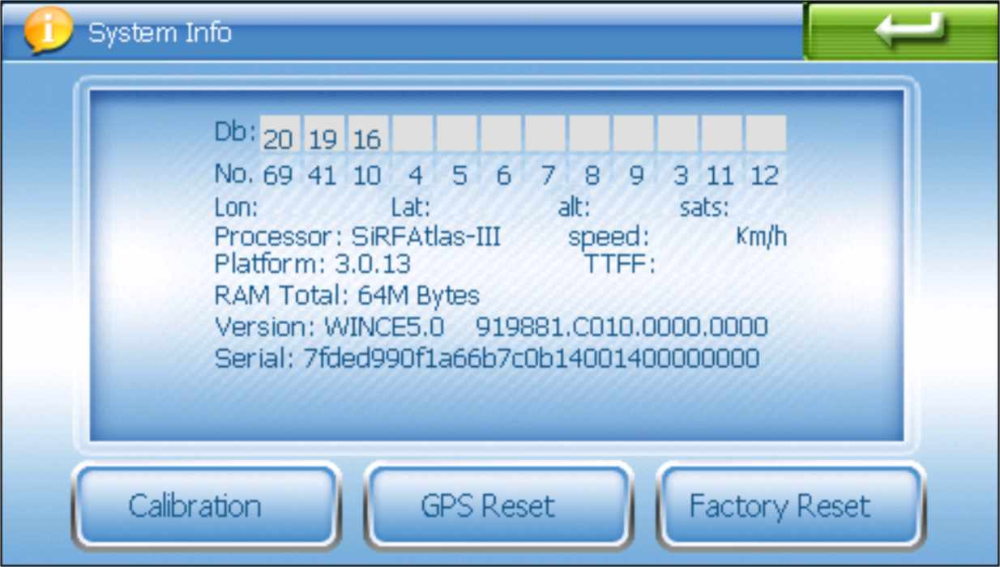 System Info
Db: 20 19 16
No. 69 41 10 4 5 6 7 8 9 3 11 12
Lon: Lat: alt: sats:
Processor: SiRFAtlas-III speed: Km/h
Platform: 3.0.13 TTFF:
RAM Total: 64M Bytes
Version: WINCE5.0 919881.C010.0000.0000
Serial: 7fded990f1a66b7c0b14001400000000
Calibration GPS Reset Factory Reset